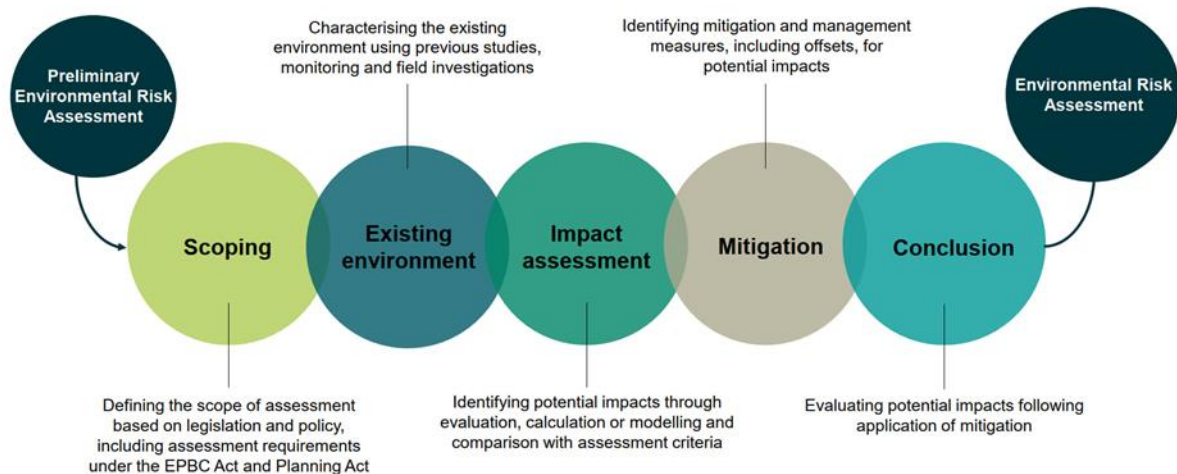 Preliminary
Environmental Risk
Assessment
Characterising the existing
environment using previous studies,
monitoring and field investigations
Identifying mitigation and management
measures, including offsets, for
potential impacts
Environmental Risk
Assessment
Scoping
Existing
environment
Impact
assessment
Mitigation
Conclusion
Defining the scope of assessment
based on legislation and policy,
including assessment requirements
under the EPBC Act and Planning Act
Identifying potential impacts through
evaluation, calculation or modelling and
comparison with assessment criteria
Evaluating potential impacts following
application of mitigation